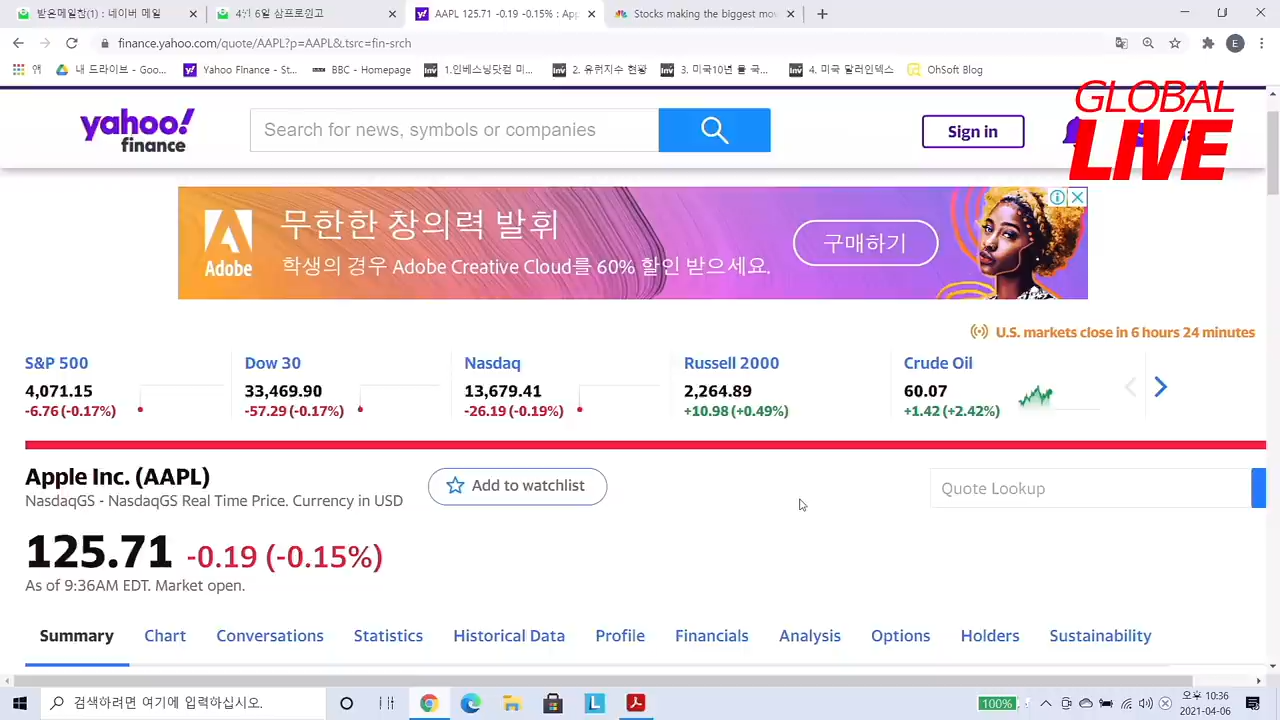 받은메일함(1) : 네이버 메일
4월 6일 삼프로인고
AAPL 125.71 -0.19 -0.15% : App
Stocks making the biggest mov
finance.yahoo.com/quote/AAPL?p=AAPL&.tsrc=fin-srch
E
앱
내 드라이브 - Goo...
Yahoo Finance - St...
BBC - Homepage
Inv 1.인베스닝닷컴 미...
Inv 2. 유럽지수 현황
Inv 3. 미국10년 물 국...
Inv 4. 미국 달러인덱스
OhSoft Blog
GLOBAL
LIVE
yahoo!
finance
Search for news, symbols or companies
Sign in
Adobe
무한한 창의력 발휘
학생의 경우 Adobe Creative Cloud를 60% 할인 받으세요.
구매하기
U.S. markets close in 6 hours 24 minutes
S&P 500
4,071.15
-6.76 (-0.17%)
Dow 30
33,469.90
-57.29 (-0.17%)
Nasdaq
13,679.41
-26.19 (-0.19%)
Russell 2000
2,264.89
+10.98 (+0.49%)
Crude Oil
60.07
+1.42 (+2.42%)
Apple Inc. (AAPL)
NasdaqGS - NasdaqGS Real Time Price. Currency in USD
Add to watchlist
Quote Lookup
125.71 -0.19 (-0.15%)
As of 9:36AM EDT. Market open.
Summary
Chart
Conversations
Statistics
Historical Data
Profile
Financials
Analysis
Options
Holders
Sustainability
검색하려면 여기에 입력하십시오.
L
100%
오후 10:36
2021-04-06